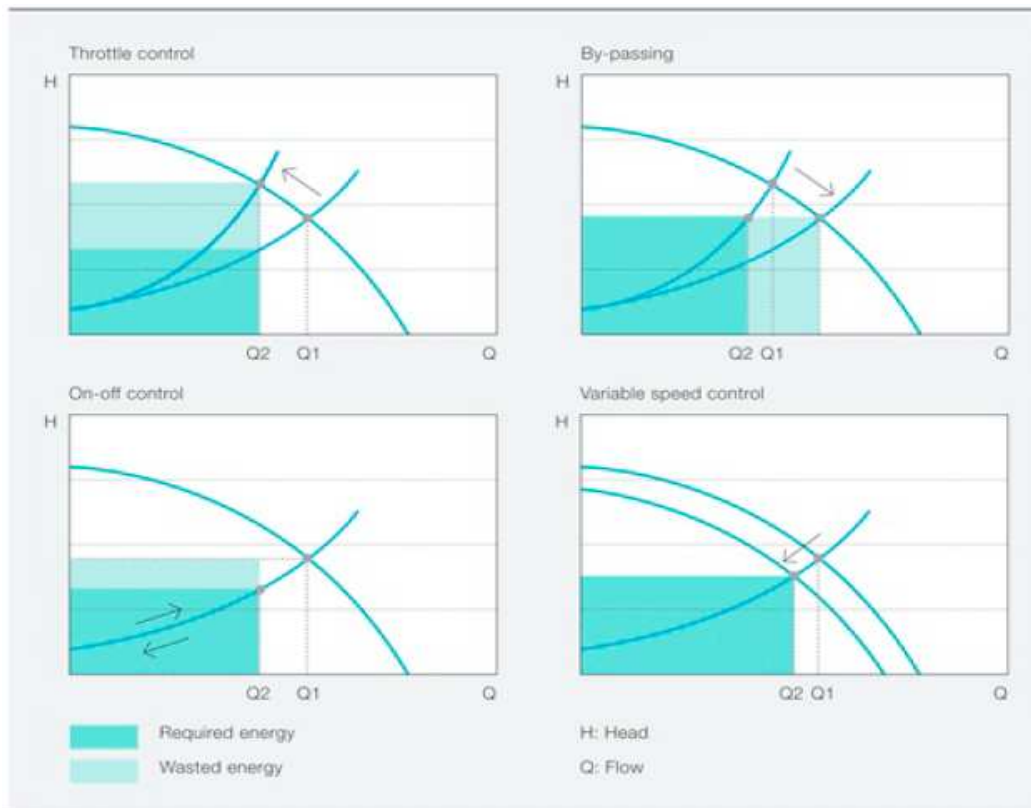 Throttle control
H
Q2 Q1 Q
By-passing
H
Q2 Q1 Q
On-off control
H
Q2 Q1 Q
Variable speed control
H
Q2 Q1 Q
Required energy
Wasted energy
H: Head
Q: Flow